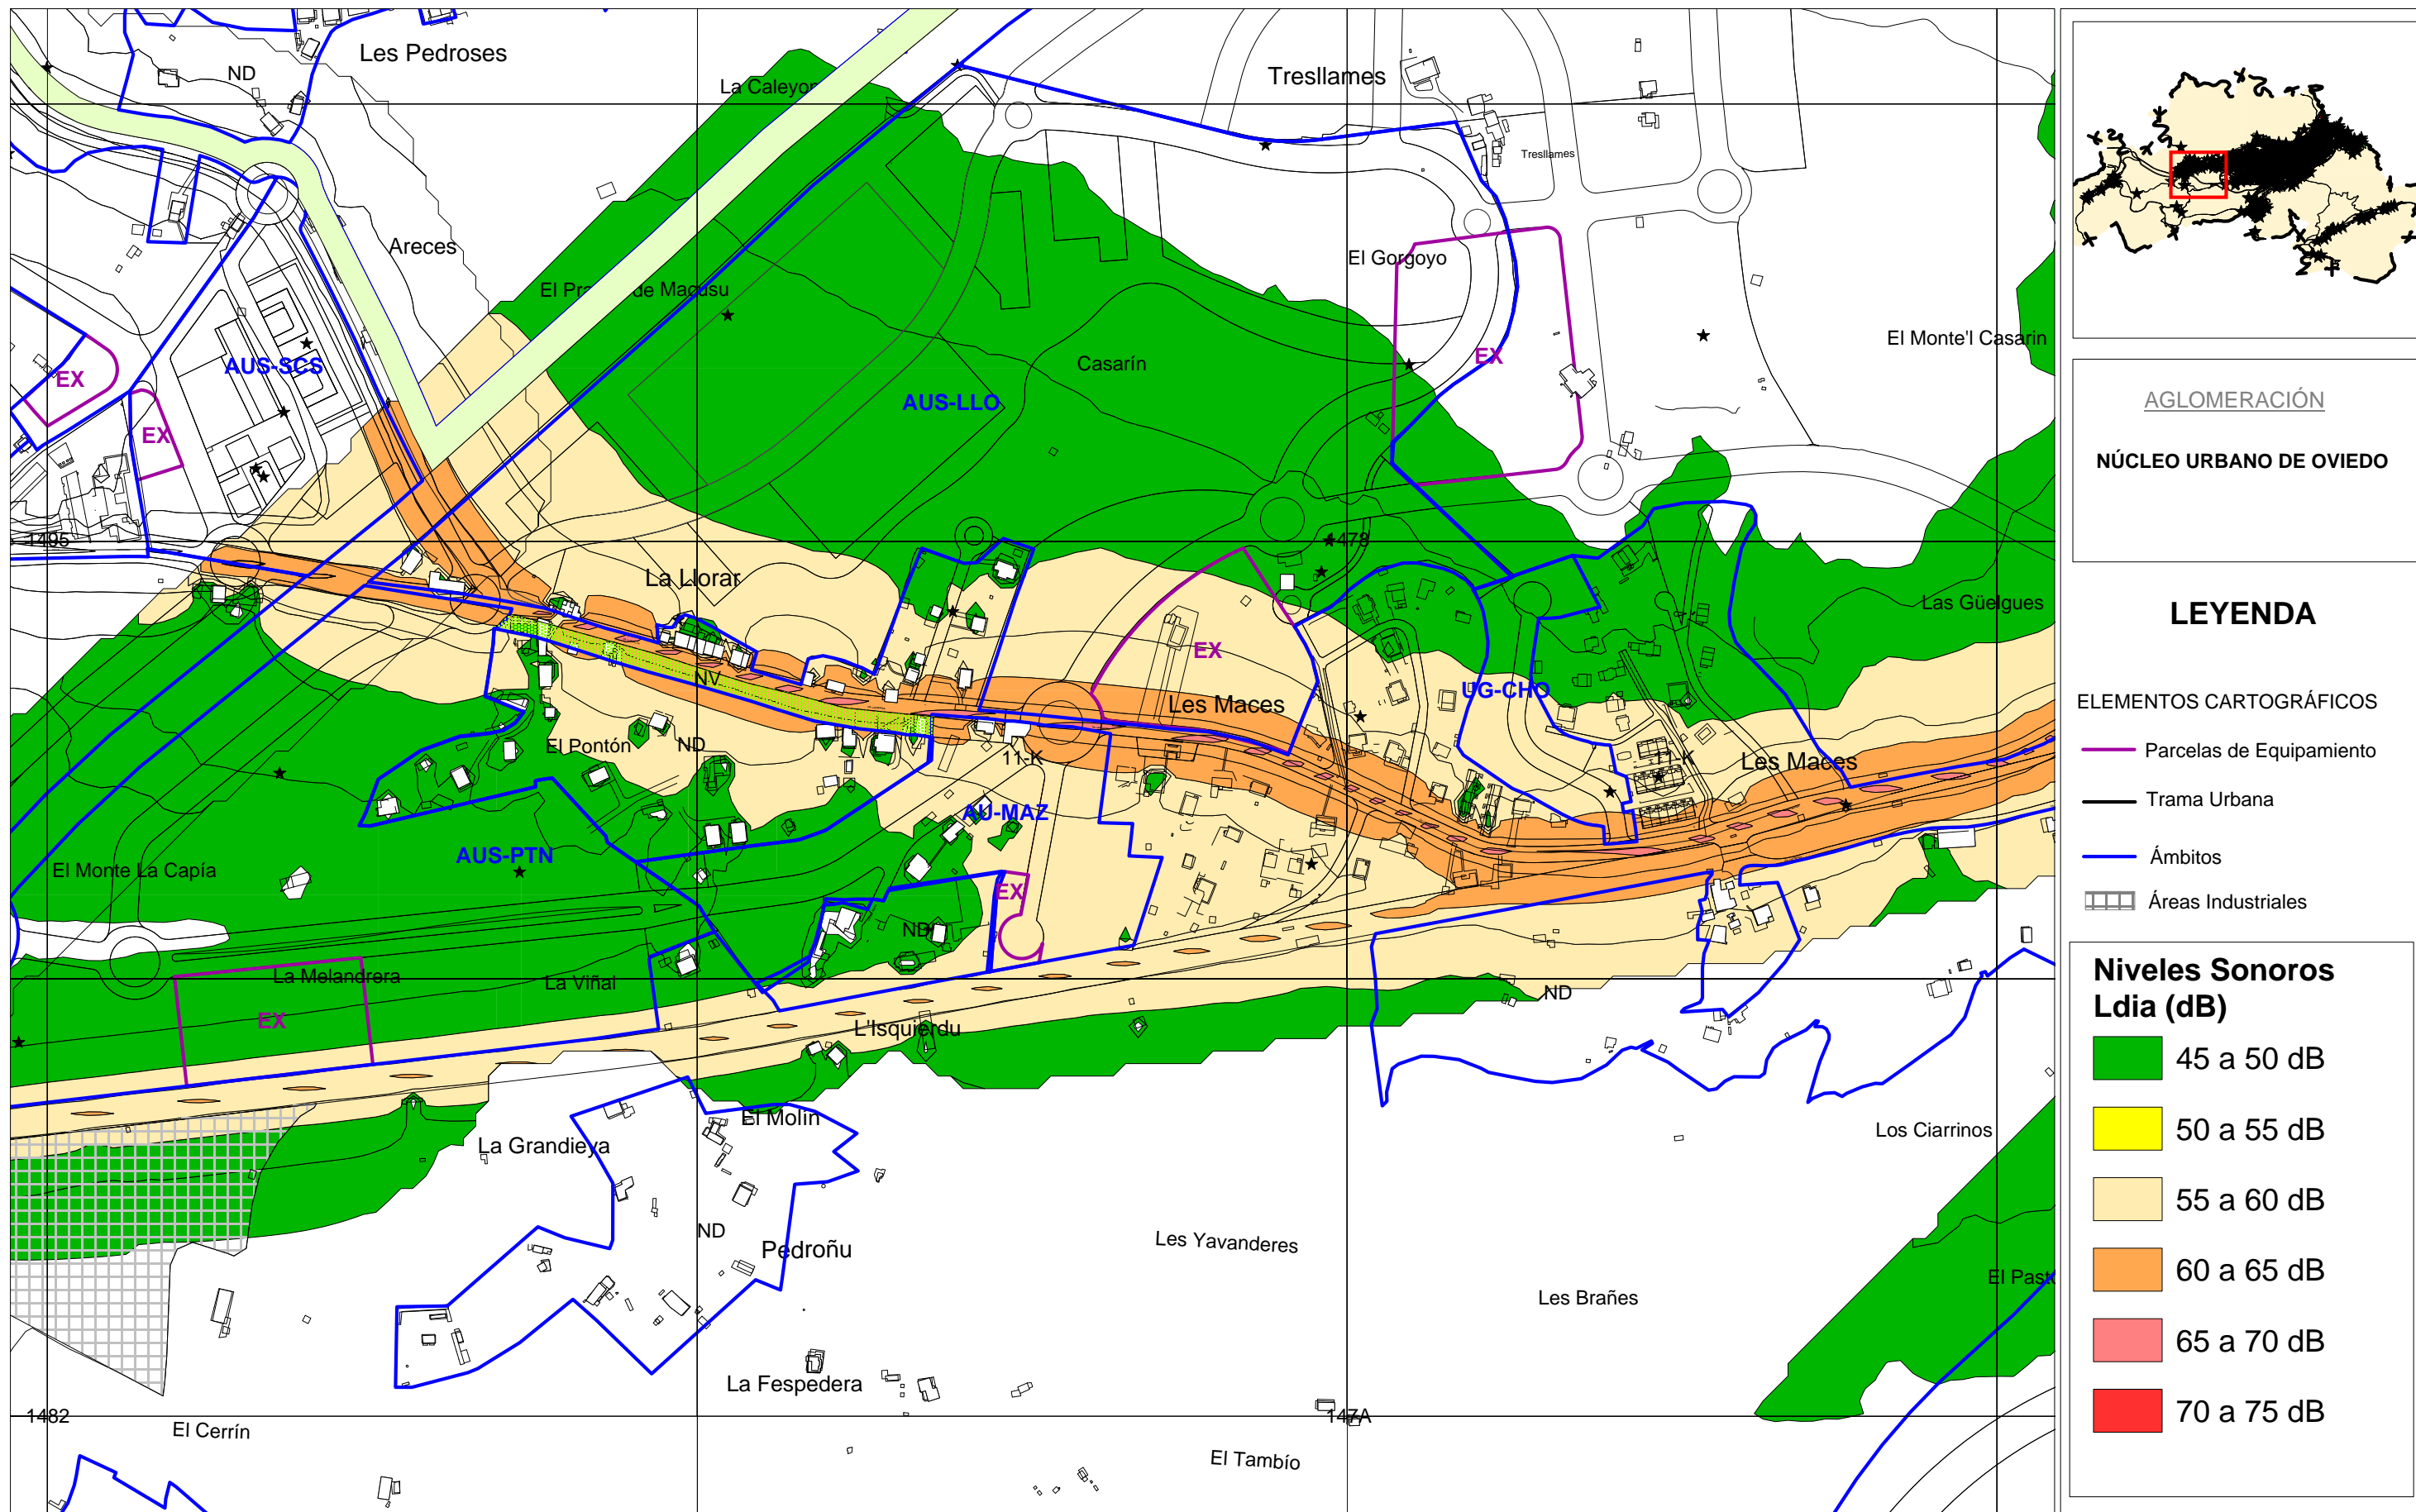 Les Pedroses
ND
La Caleyon
Tresllames
Tresllames
Areces
El Gorgoyo
El Pra de Macusu
El Monte'l Casarin
AUS-SCS
Casarín
EX
EX
EX
AUS-LLO
1495
1478
La Llorar
Las Güelgues
EX
NV
UG-CHO
Les Maces
El Pontón
ND
11-K
11-K
Les Maces
AU-MAZ
AUS-PTN
El Monte La Capía
EX
ND
La Melandrera
La Viñal
ND
EX
L'Isquierdu
El Molín
La Grandieya
Los Ciarrinos
ND
Pedroñu
Les Yavanderes
El Past
Les Brañes
La Fespedera
1482
147A
El Cerrín
El Tambío
AGLOMERACIÓN
NÚCLEO URBANO DE OVIEDO
LEYENDA
ELEMENTOS CARTOGRÁFICOS
Parcelas de Equipamiento
Trama Urbana
Ámbitos
Áreas Industriales
Niveles Sonoros
Ldia (dB)
45 a 50 dB
50 a 55 dB
55 a 60 dB
60 a 65 dB
65 a 70 dB
70 a 75 dB